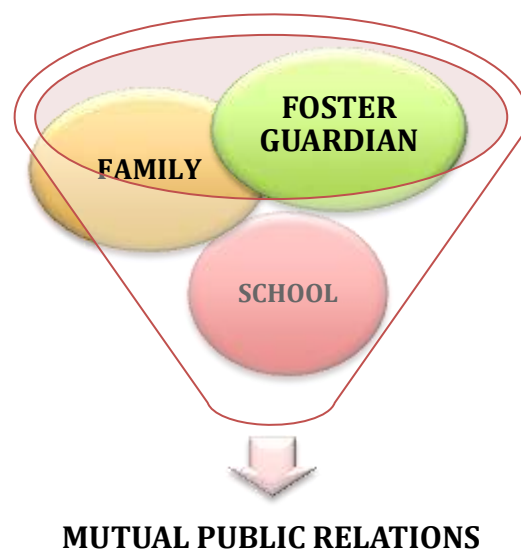 FOSTER
GUARDIAN
FAMILY
SCHOOL
MUTUAL PUBLIC RELATIONS